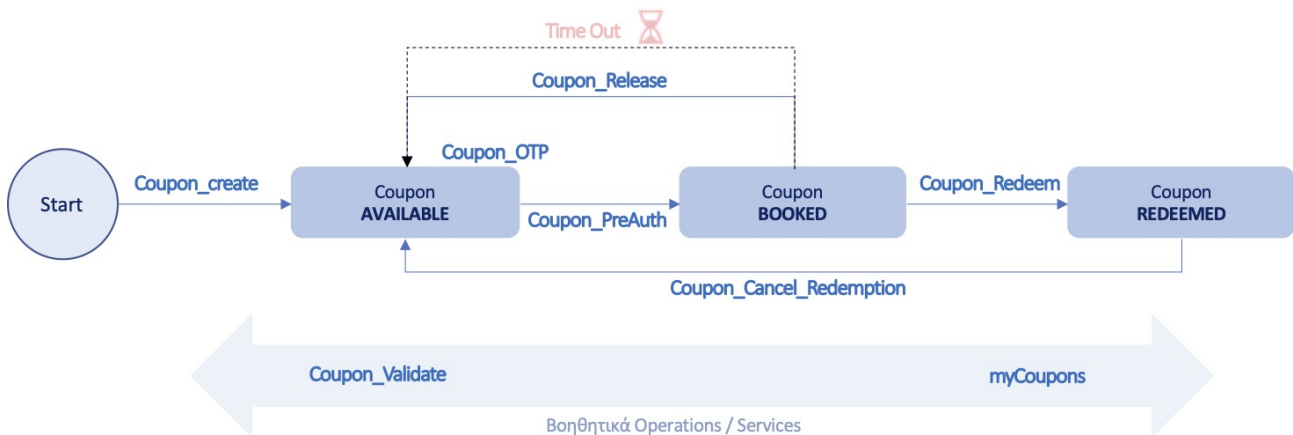 Time Out
Coupon_Release
Coupon_OTP
Coupon_create
Coupon_Redeem
Start
Coupon
AVAILABLE
Coupon_PreAuth
Coupon
BOOKED
Coupon
REDEEMED
Coupon_Cancel_Redemption
Coupon_Validate
myCoupons
Βοηθητικά Operations / Services